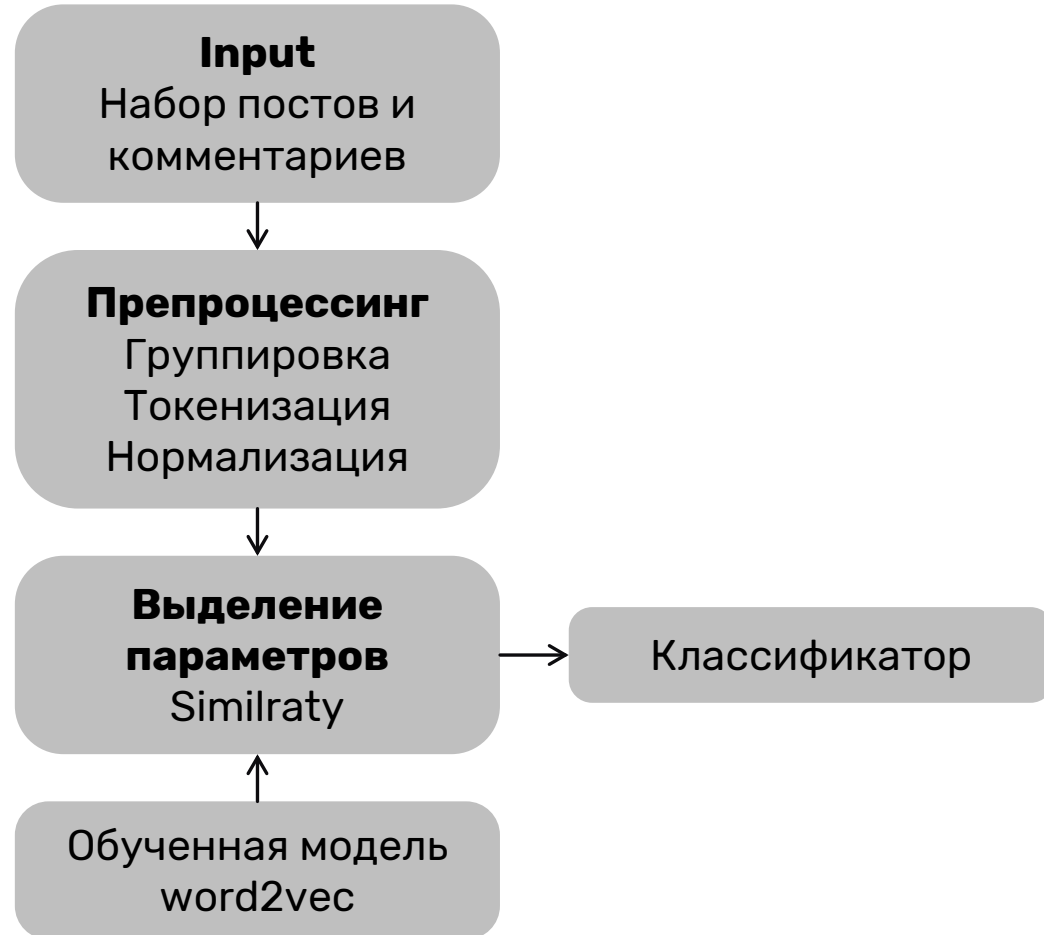 Input
Набор постов и
комментариев
Препроцессинг
Группировка
Токенизация
Нормализация
Выделение
параметров
Similraty
Классификатор
Обученная модель
word2vec